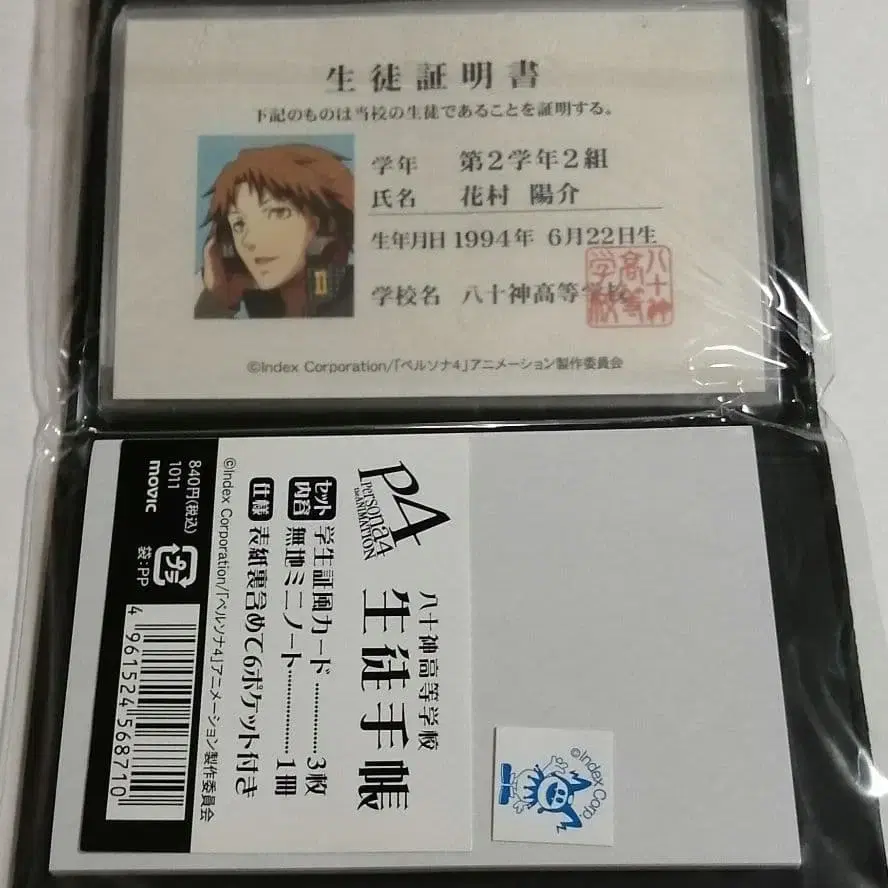 生徒証明書
下記のものは当校の生徒であることを証明する。
学年 第2学年2組
氏名 花村 陽介
生年月日 1994年 6月22日生
学校名 八十神高等学校
八十神高等学校
©Index Corporation/「ペルソナ4」アニメーション製作委員会
P4
Persona4
the ANIMATION
八十神高等学校
生徒手帳
セット内容 学生証風カード............3枚
無地ミニノート............1冊
仕様 表紙裏含めて6ポケット付き
©Index Corporation/「ペルソナ4」アニメーション製作委員会
840円(税込)
1011
movic
プラ
袋:PP
4961524568710
©Index Corp.